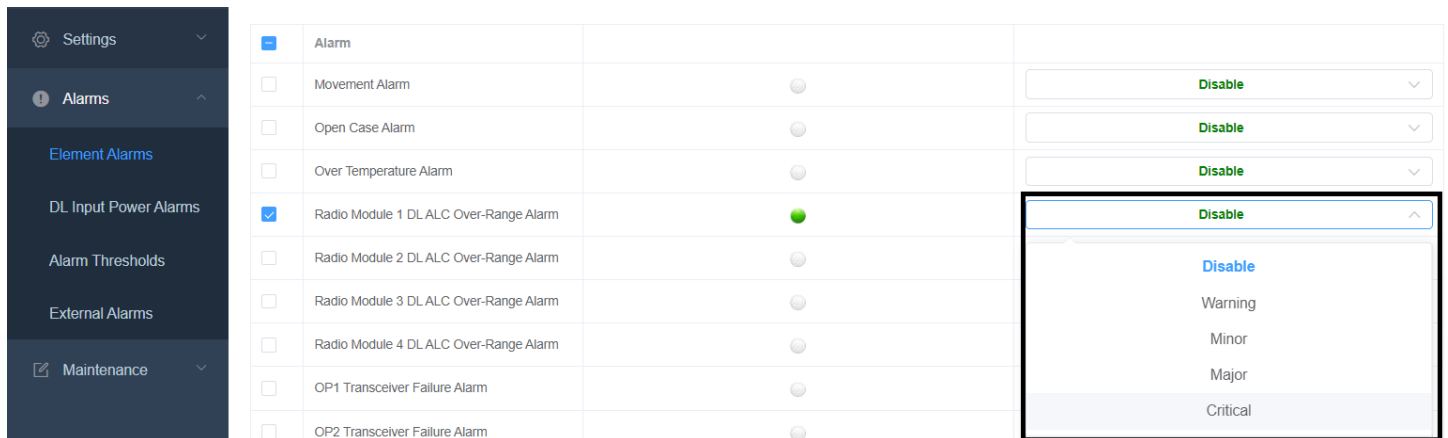 Settings
Alarms
Element Alarms
DL Input Power Alarms
Alarm Thresholds
External Alarms
Maintenance
Alarm
Movement Alarm Disable
Open Case Alarm Disable
Over Temperature Alarm Disable
Radio Module 1 DL ALC Over-Range Alarm Disable
Radio Module 2 DL ALC Over-Range Alarm
Radio Module 3 DL ALC Over-Range Alarm
Radio Module 4 DL ALC Over-Range Alarm
OP1 Transceiver Failure Alarm
OP2 Transceiver Failure Alarm
Disable
Warning
Minor
Major
Critical